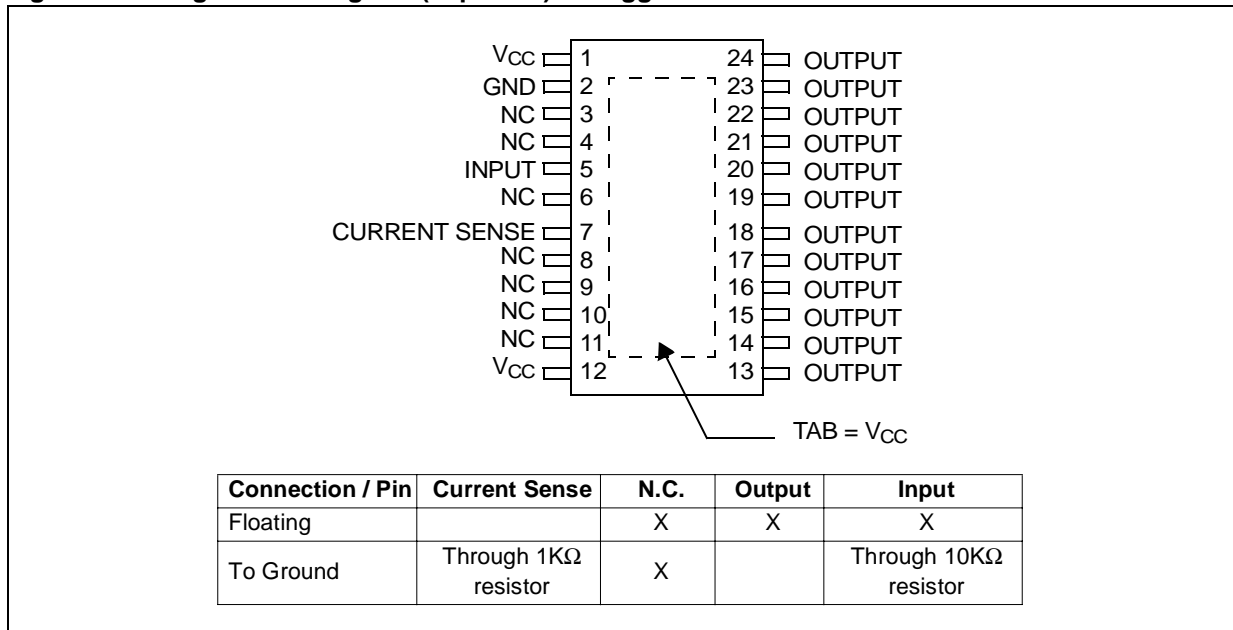 V_CC 1 24 OUTPUT
GND 2 23 OUTPUT
NC 3 22 OUTPUT
NC 4 21 OUTPUT
INPUT 5 20 OUTPUT
NC 6 19 OUTPUT
CURRENT SENSE 7 18 OUTPUT
NC 8 17 OUTPUT
NC 9 16 OUTPUT
NC 10 15 OUTPUT
NC 11 14 OUTPUT
V_CC 12 13 OUTPUT
TAB = V_CC
Connection / Pin Current Sense N.C. Output Input
Floating X X X
To Ground Through 1KΩ resistor X Through 10KΩ resistor